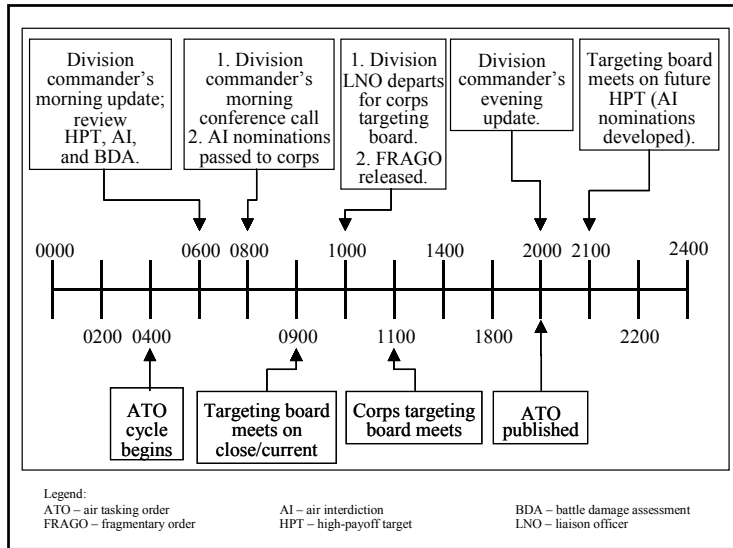 Division
commander's
morning update;
review
HPT, AI,
and BDA.
1. Division
commander's
morning
conference call
2. AI nominations
passed to corps
1. Division
LNO departs
for corps
targeting
board.
2. FRAGO
released.
Division
commander's
evening
update.
Targeting board
meets on future
HPT (AI
nominations
developed).
0000 0600 0800 1000 1400 2000 2100 2400
0200 0400 0900 1100 1800 2200
ATO
cycle
begins
Targeting board
meets on
close/current
Corps targeting
board meets
ATO
published
Legend:
ATO – air tasking order AI – air interdiction BDA – battle damage assessment
FRAGO – fragmentary order HPT – high-payoff target LNO – liaison officer